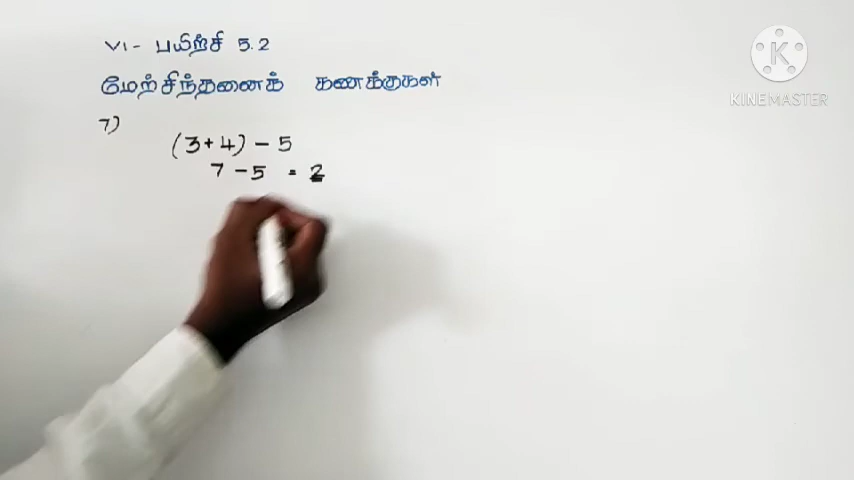 VI - பயிற்சி 5.2
மேற்சிந்தனைக் கணக்குகள்
7)
(3+4) - 5
7 - 5 = 2
K
KINEMASTER